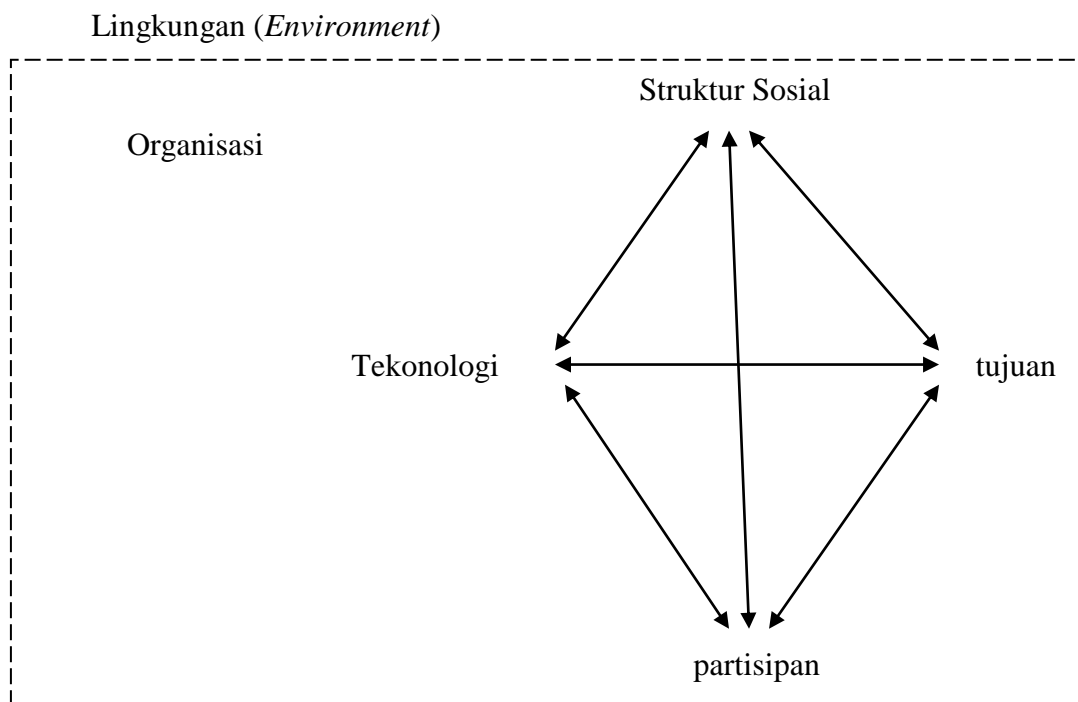 Lingkungan (Environment)
Struktur Sosial
Organisasi
Tekonologi
tujuan
partisipan